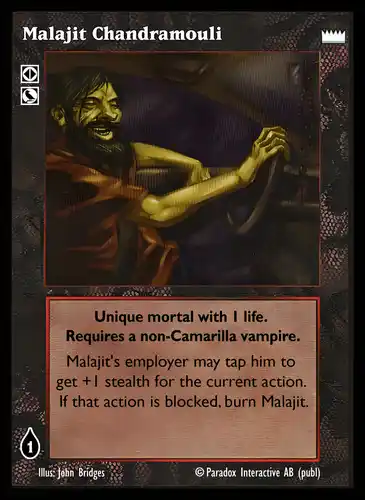 Malajit Chandramouli
Unique mortal with 1 life.
Requires a non-Camarilla vampire.
Malajit's employer may tap him to
get +1 stealth for the current action.
If that action is blocked, burn Malajit.
1
Illus: John Bridges
© Paradox Interactive AB (publ)